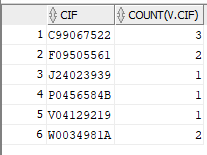 CIF COUNT(V.CIF)
1 C99067522 3
2 F09505561 2
3 J24023939 1
4 P0456584B 1
5 V04129219 1
6 W0034981A 2